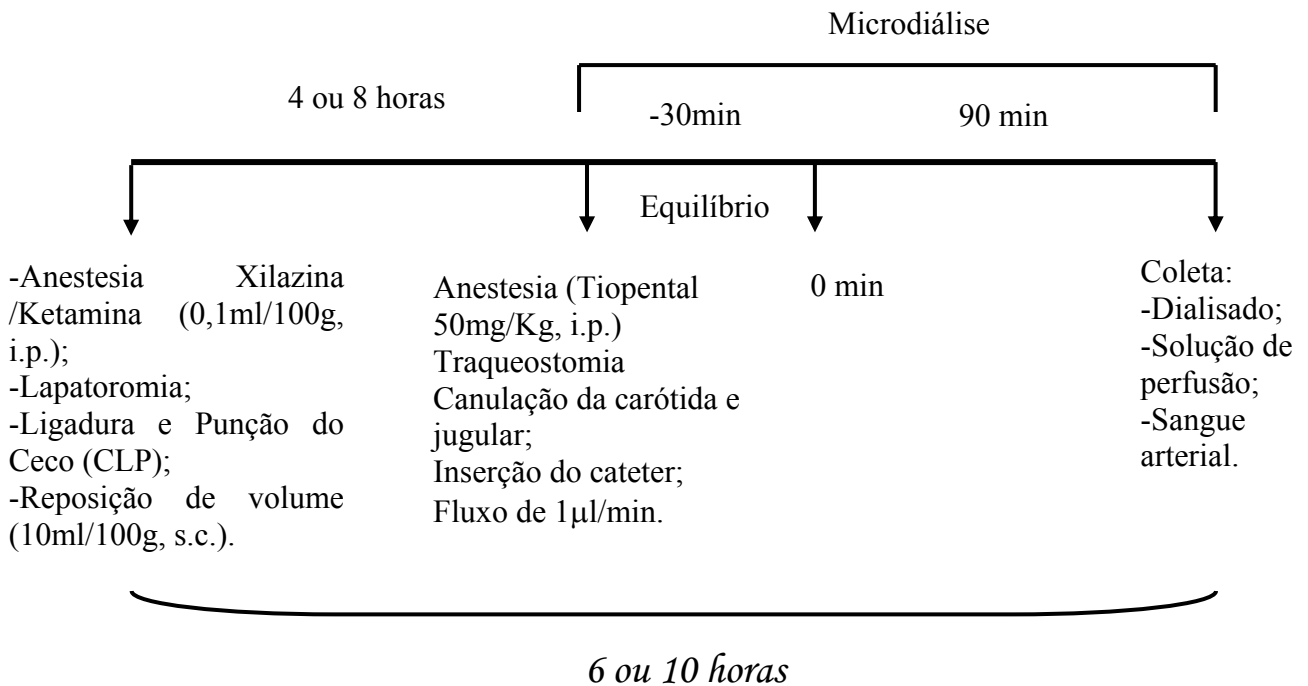 Microdiálise
4 ou 8 horas
-30min
90 min
Equilíbrio
-Anestesia Xilazina
/Ketamina (0,1ml/100g,
i.p.);
-Lapatoromia;
-Ligadura e Punção do
Ceco (CLP);
-Reposição de volume
(10ml/100g, s.c.).
Anestesia (Tiopental
50mg/Kg, i.p.)
Traqueostomia
Canulação da carótida e
jugular;
Inserção do cateter;
Fluxo de 1μl/min.
0 min
Coleta:
-Dialisado;
-Solução de
perfusão;
-Sangue
arterial.
6 ou 10 horas